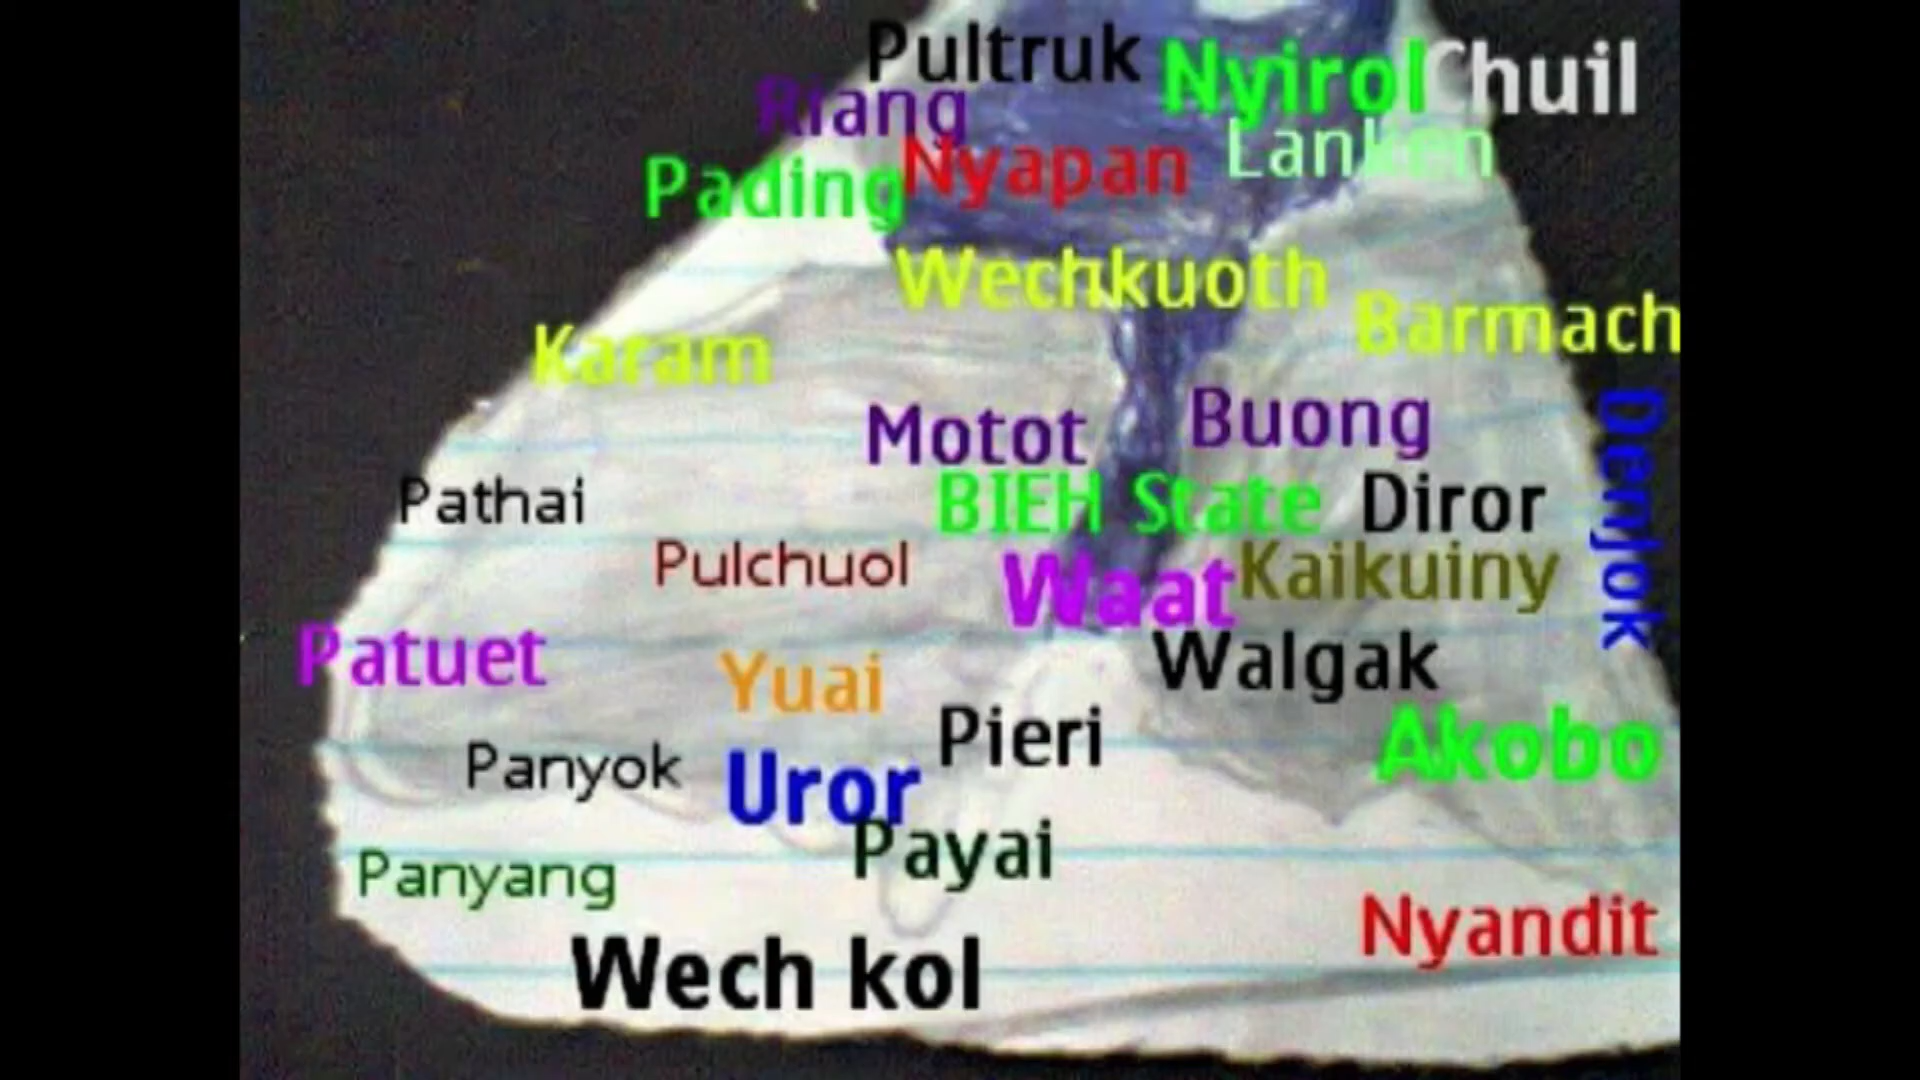 Pultruk
Nyirol
Chuil
Riang
Lanken
Nyapan
Pading
Wechkuoth
Barmach
Karam
Motot
Buong
Denjok
Pathai
BIEH State
Diror
Pulchuol
Waat
Kaikuiny
Patuet
Yuai
Walgak
Pieri
Akobo
Panyok
Uror
Payai
Panyang
Nyandit
Wech kol